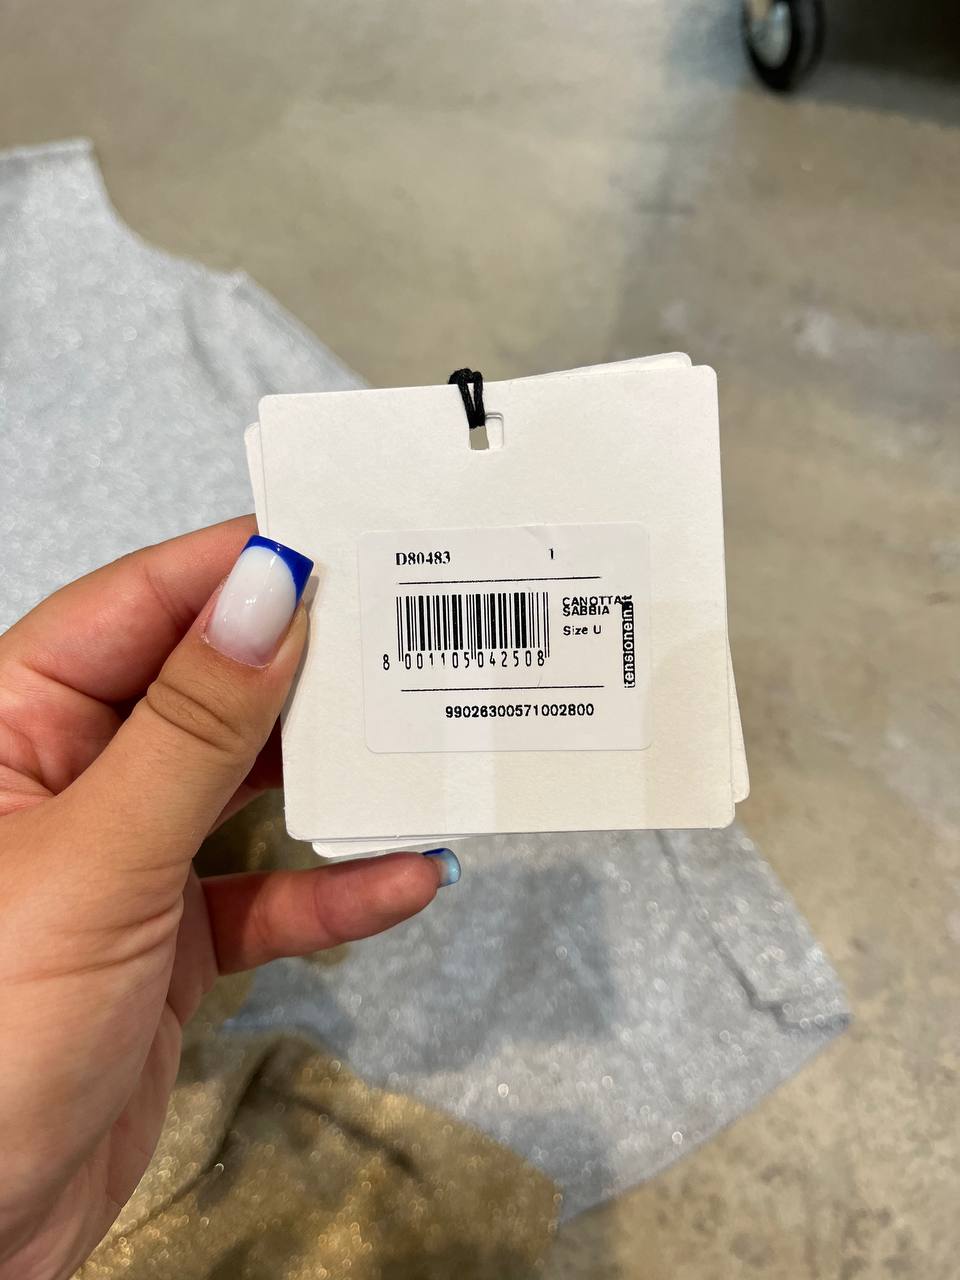 D80483 1
8 001105 042508
CANOTTA
SABBIA
Size U
tensionein.it
99026300571002800